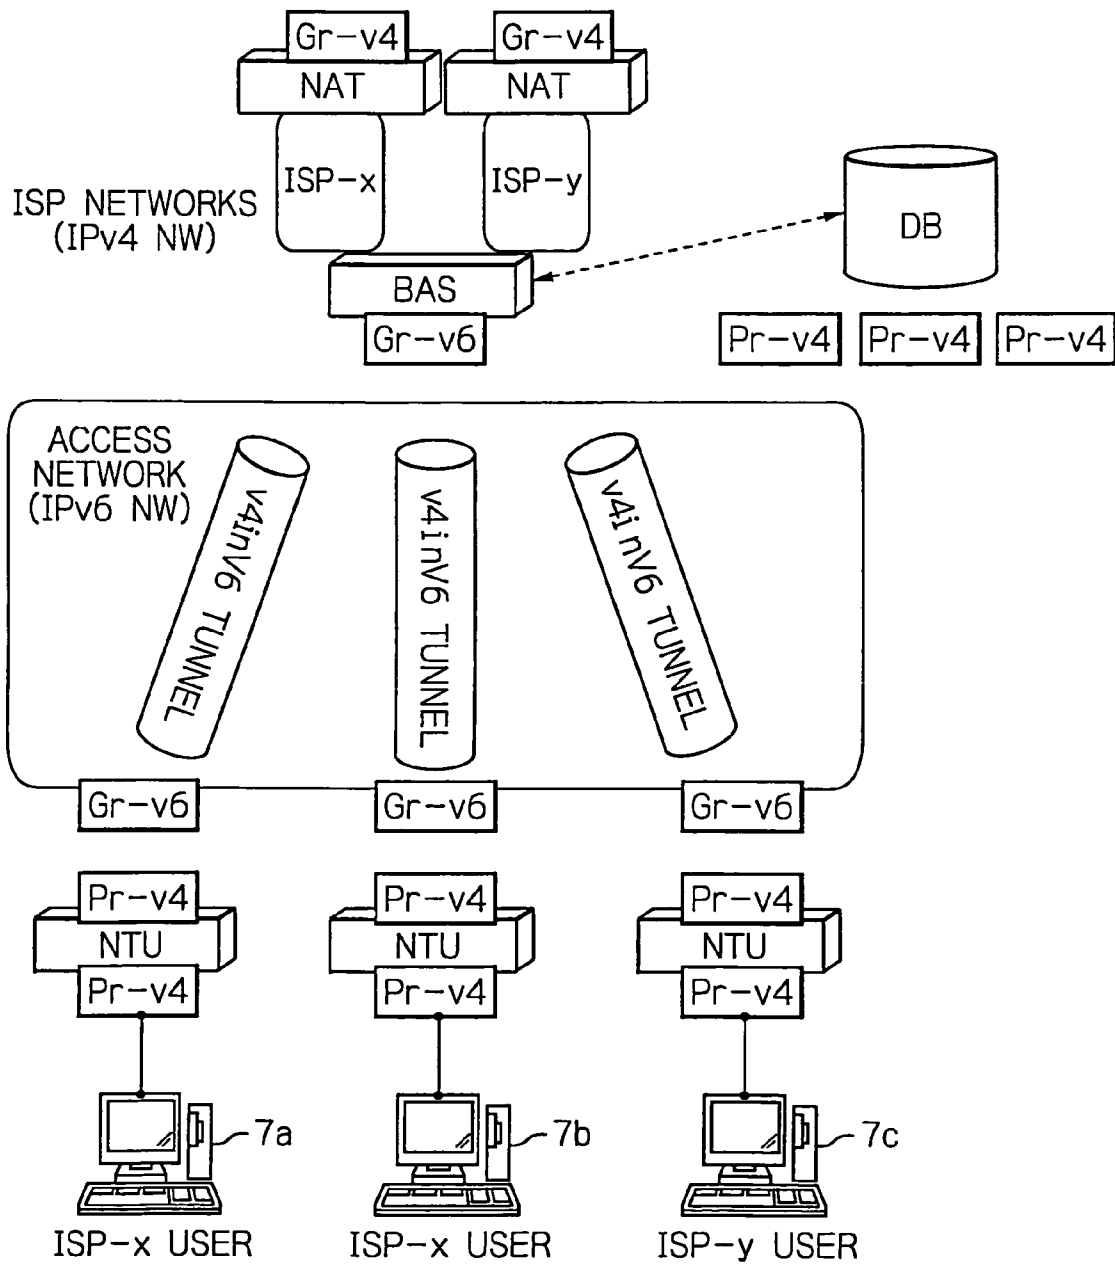 Gr-v4
Gr-v4
NAT
NAT
ISP-x
ISP-y
ISP NETWORKS
(IPv4 NW)
DB
BAS
Gr-v6
Pr-v4
Pr-v4
Pr-v4
ACCESS
NETWORK
(IPv6 NW)
v4inV6 TUNNEL
v4inV6 TUNNEL
v4inV6 TUNNEL
Gr-v6
Gr-v6
Gr-v6
Pr-v4
Pr-v4
Pr-v4
NTU
NTU
NTU
Pr-v4
Pr-v4
Pr-v4
7a
7b
7c
ISP-x USER
ISP-x USER
ISP-y USER